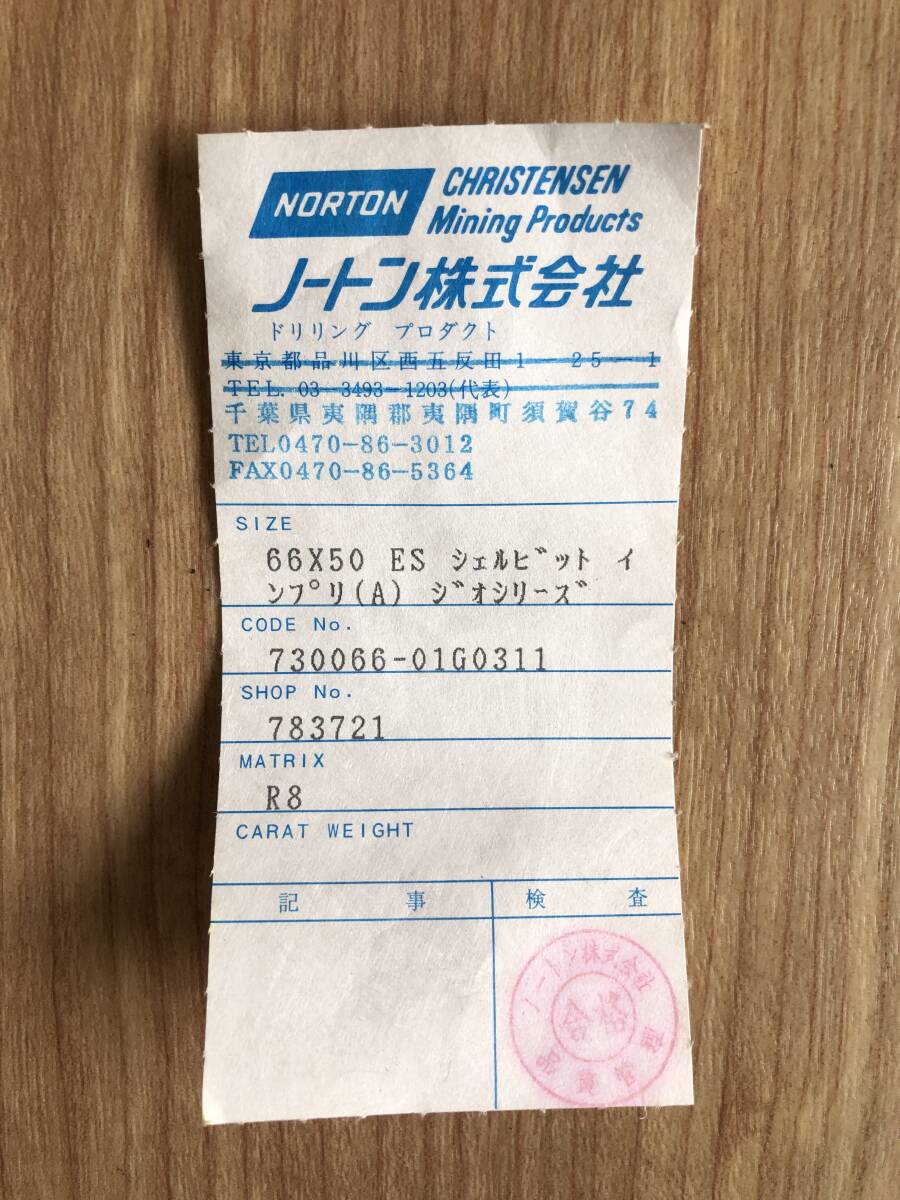 NORTON
CHRISTENSEN
Mining Products
ノートン株式会社
ドリリング プロダクト
東京都品川区西五反田1-25-1
TEL. 03-3493-1203(代表)
千葉県夷隅郡夷隅町須賀谷74
TEL0470-86-3012
FAX0470-86-5364
SIZE
66X50 ES シェルビット イ
ンプリ(A) ジオシリーズ
CODE No.
730066-01G0311
SHOP No.
783721
MATRIX
R8
CARAT WEIGHT
記事
検査
ノートン株式会社
合格
品質管理